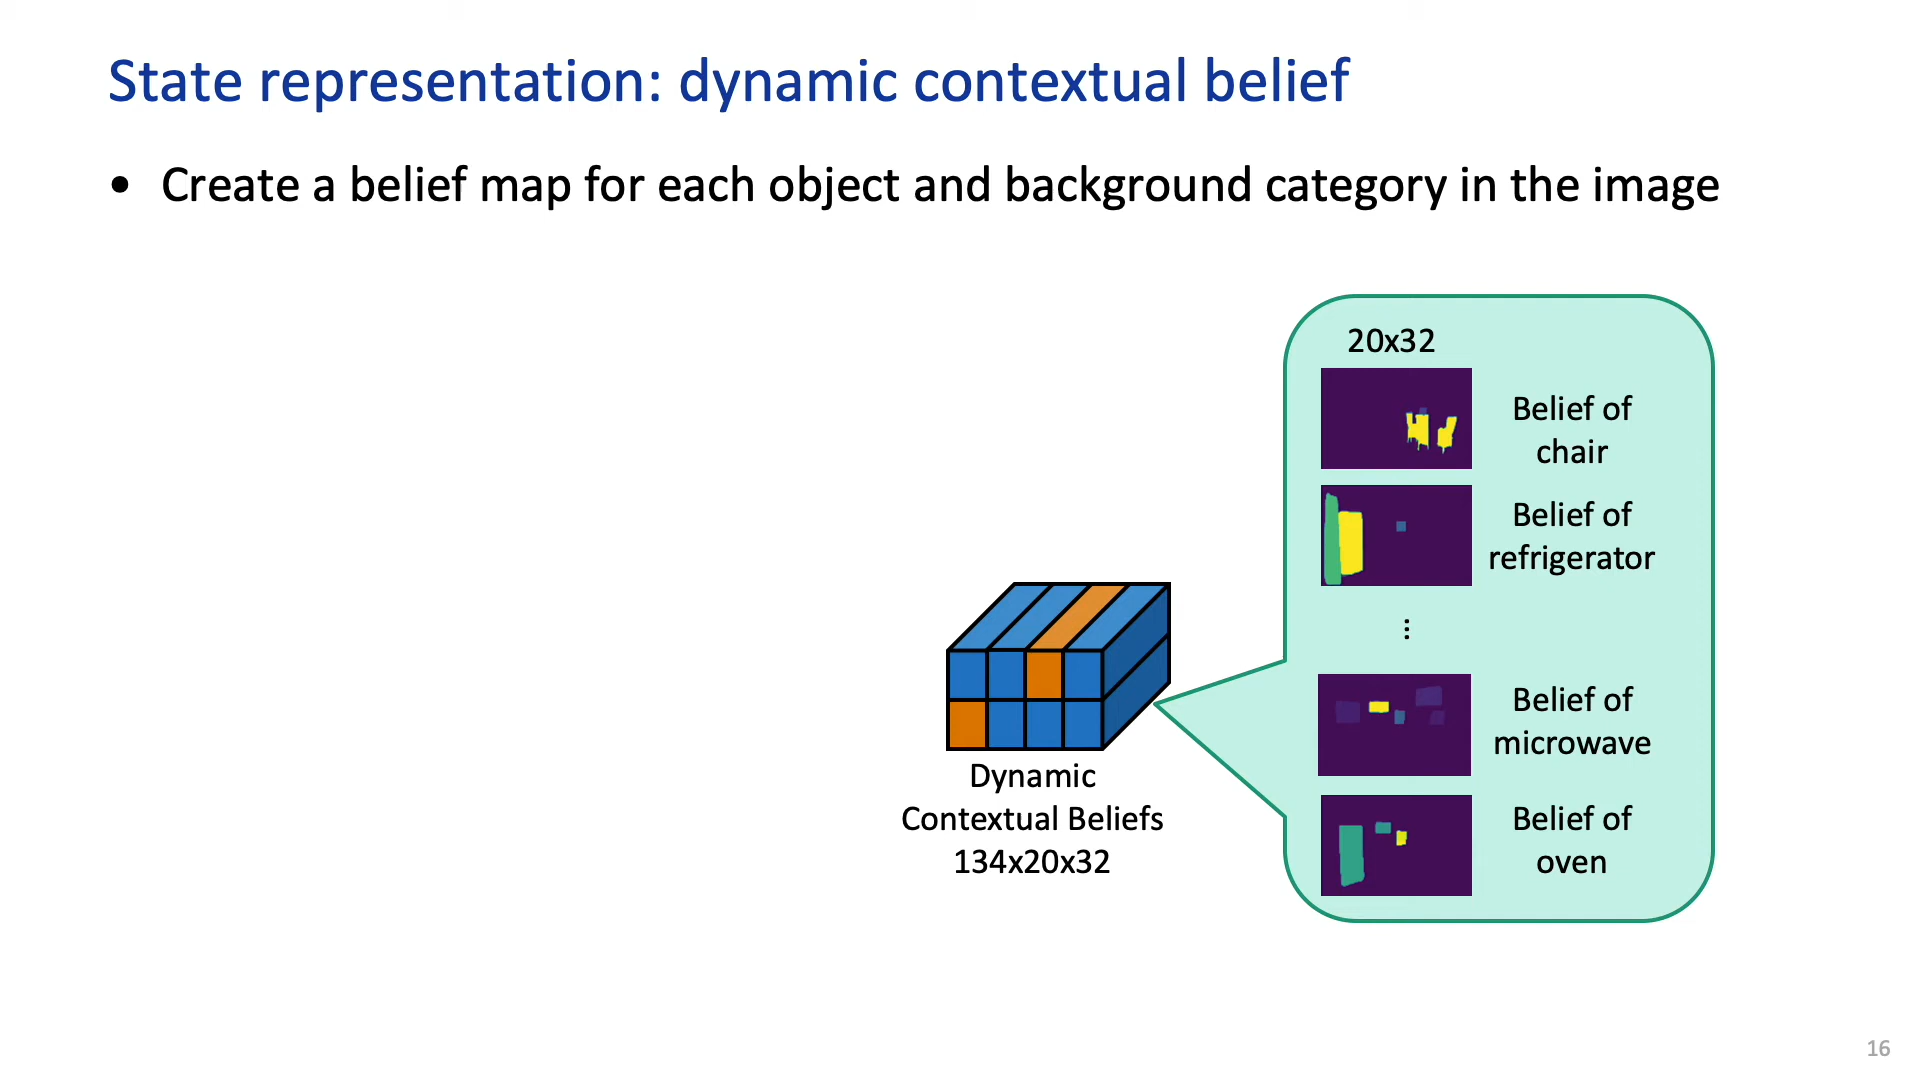 State representation: dynamic contextual belief
• Create a belief map for each object and background category in the image
20x32
Belief of
chair
Belief of
refrigerator
⋮
Belief of
microwave
Belief of
oven
Dynamic
Contextual Beliefs
134x20x32
16